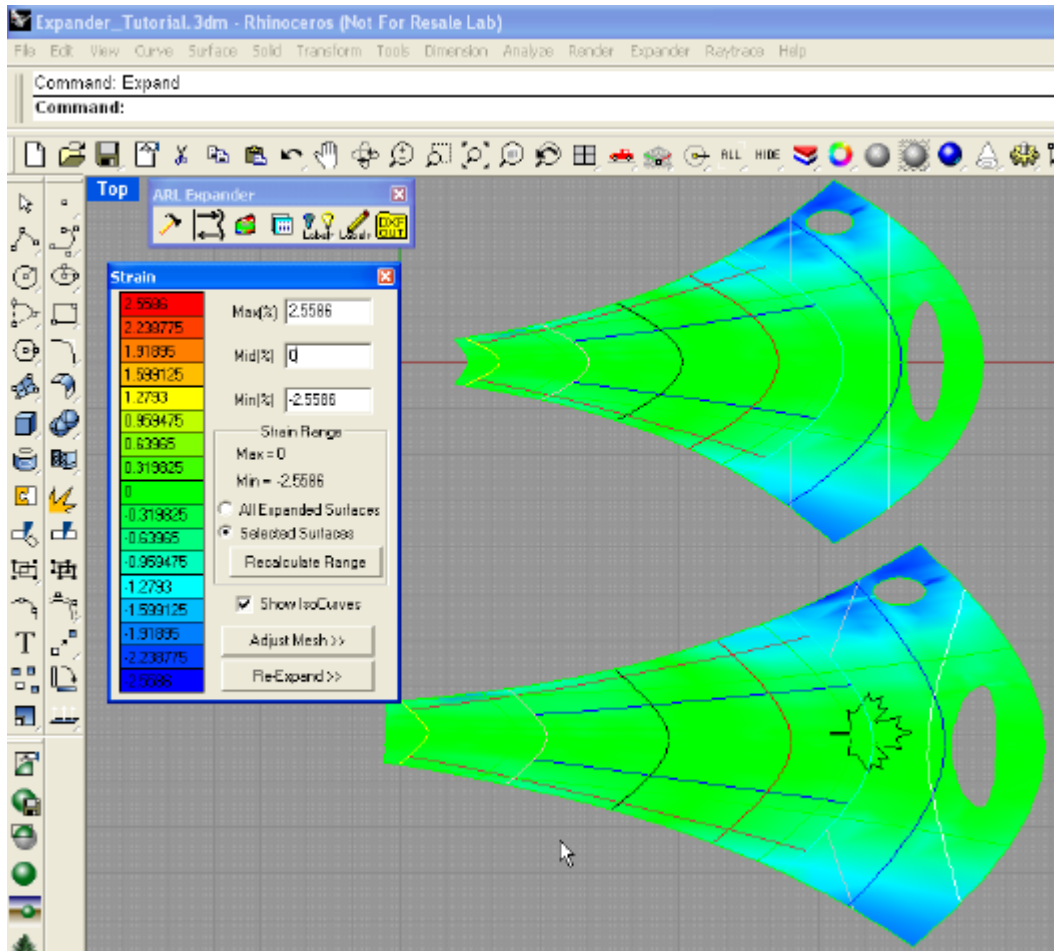 Expander_Tutorial.3dm - Rhinoceros (Not For Resale Lab)
File Edit View Curve Surface Solid Transform Tools Dimension Analyze Render Expander Raytrace Help
Command: Expand
Command:
ALL HIDE
Top
ARL Expander
Label+ Label+ DXF OUT
Strain
2.5586
2.238775
1.91895
1.599125
1.2793
0.959475
0.63965
0.319825
0
-0.319825
-0.63965
-0.959475
-1.2793
-1.599125
-1.91895
-2.238775
-2.5586
Max(%) 2.5586
Mid(%) 0
Min(%) -2.5586
Strain Range
Max = 0
Min = -2.5586
All Expanded Surfaces
Selected Surfaces
Recalculate Range
Show IsoCurves
Adjust Mesh >>
Re-Expand >>
T